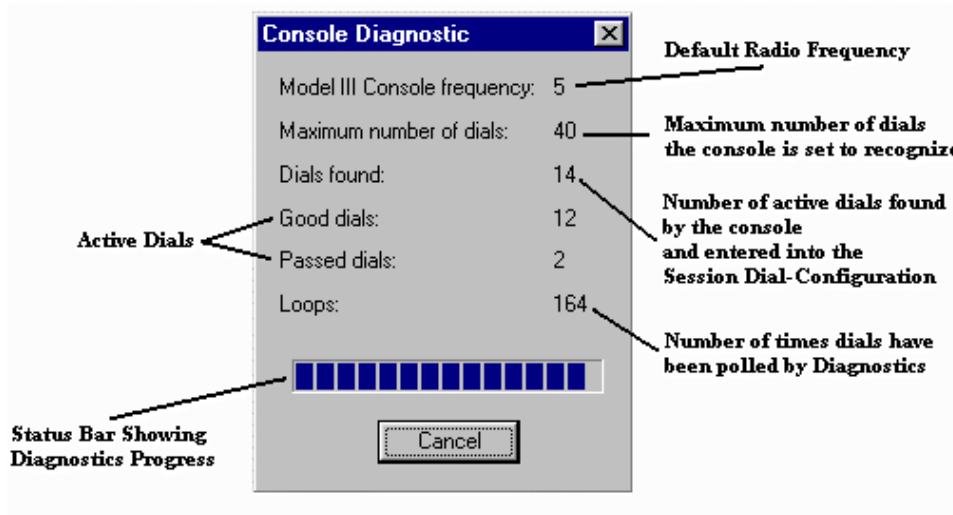 Console Diagnostic
Model III Console frequency: 5
Maximum number of dials: 40
Dials found: 14
Good dials: 12
Passed dials: 2
Loops: 164
Cancel
Active Dials
Status Bar Showing
Diagnostics Progress
Default Radio Frequency
Maximum number of dials
the console is set to recognize
Number of active dials found
by the console
and entered into the
Session Dial-Configuration
Number of times dials have
been polled by Diagnostics